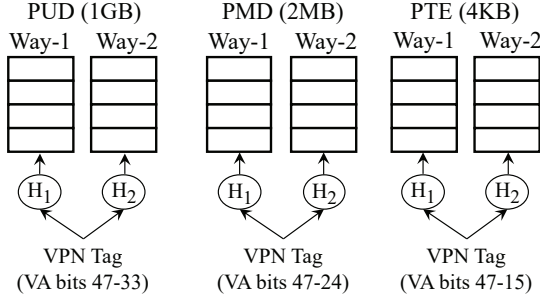 PUD (1GB) PMD (2MB) PTE (4KB)
Way-1 Way-2 Way-1 Way-2 Way-1 Way-2
H1 H2 H1 H2 H1 H2
VPN Tag VPN Tag VPN Tag
(VA bits 47-33) (VA bits 47-24) (VA bits 47-15)